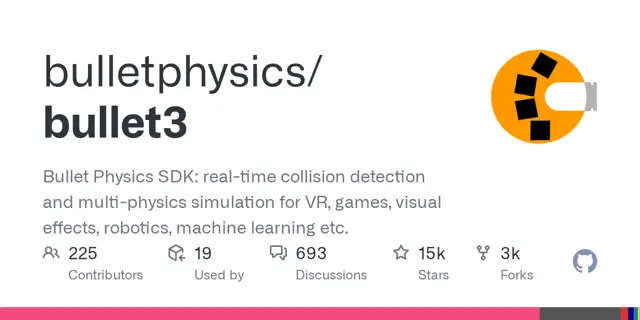 bulletphysics/
bullet3
Bullet Physics SDK: real-time collision detection
and multi-physics simulation for VR, games, visual
effects, robotics, machine learning etc.
225 19 693 15k 3k
Contributors Used by Discussions Stars Forks